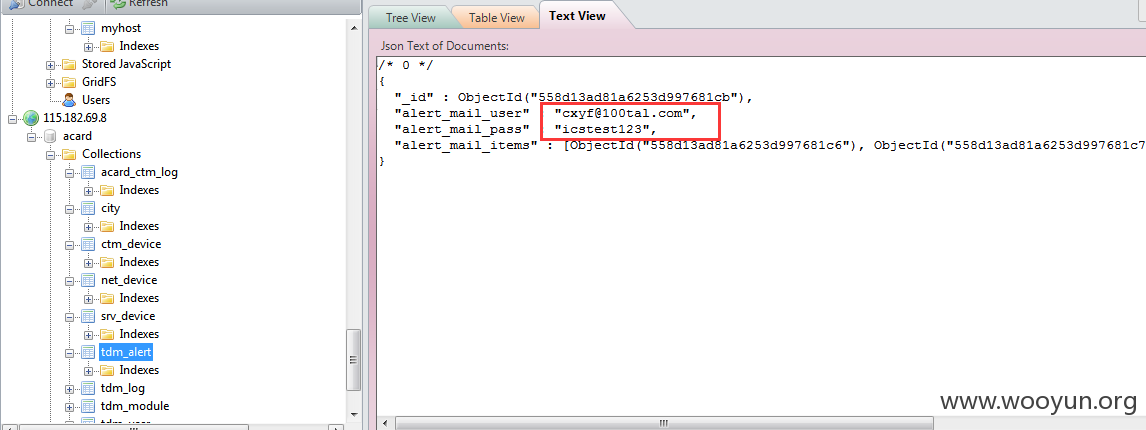 Connect Refresh
myhost
Indexes
Stored JavaScript
GridFS
Users
115.182.69.8
acard
Collections
acard_ctm_log
Indexes
city
Indexes
ctm_device
Indexes
net_device
Indexes
srv_device
Indexes
tdm_alert
Indexes
tdm_log
tdm_module
Tree View Table View Text View
Json Text of Documents:
/* 0 */
{
"_id" : ObjectId("558d13ad81a6253d997681cb"),
"alert_mail_user" "cxyf@100tal.com",
"alert_mail_pass" "icstest123",
"alert_mail_items" : [ObjectId("558d13ad81a6253d997681c6"), ObjectId("558d13ad81a6253d997681c7
}
www.wooyun.org